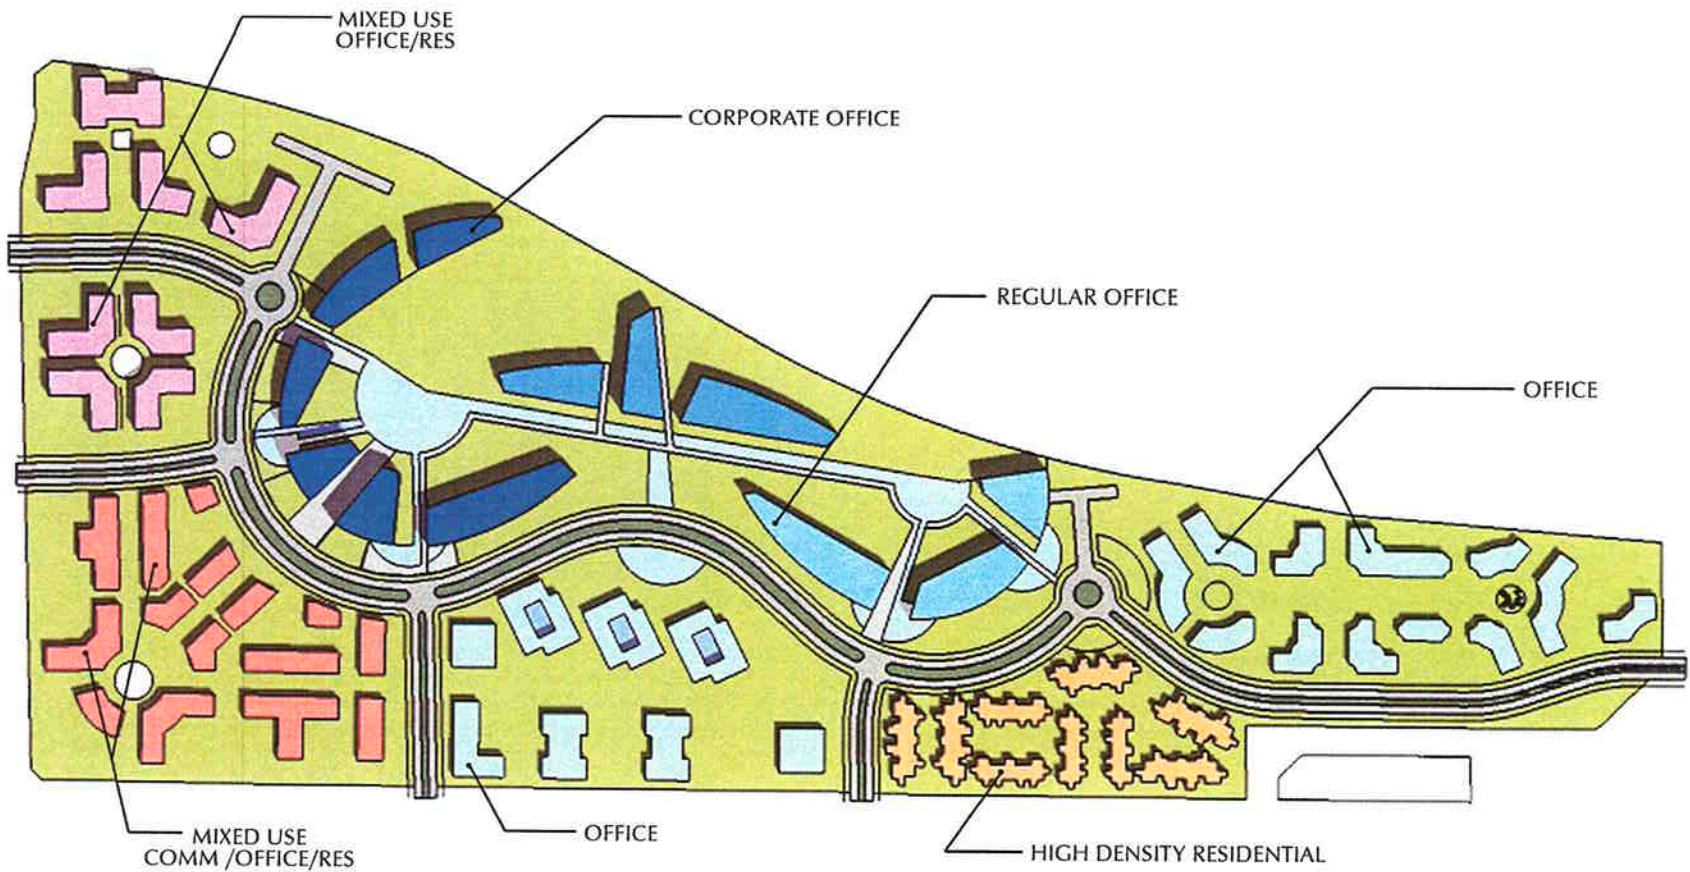 MIXED USE
OFFICE/RES
CORPORATE OFFICE
REGULAR OFFICE
OFFICE
MIXED USE
COMM /OFFICE/RES
OFFICE
HIGH DENSITY RESIDENTIAL